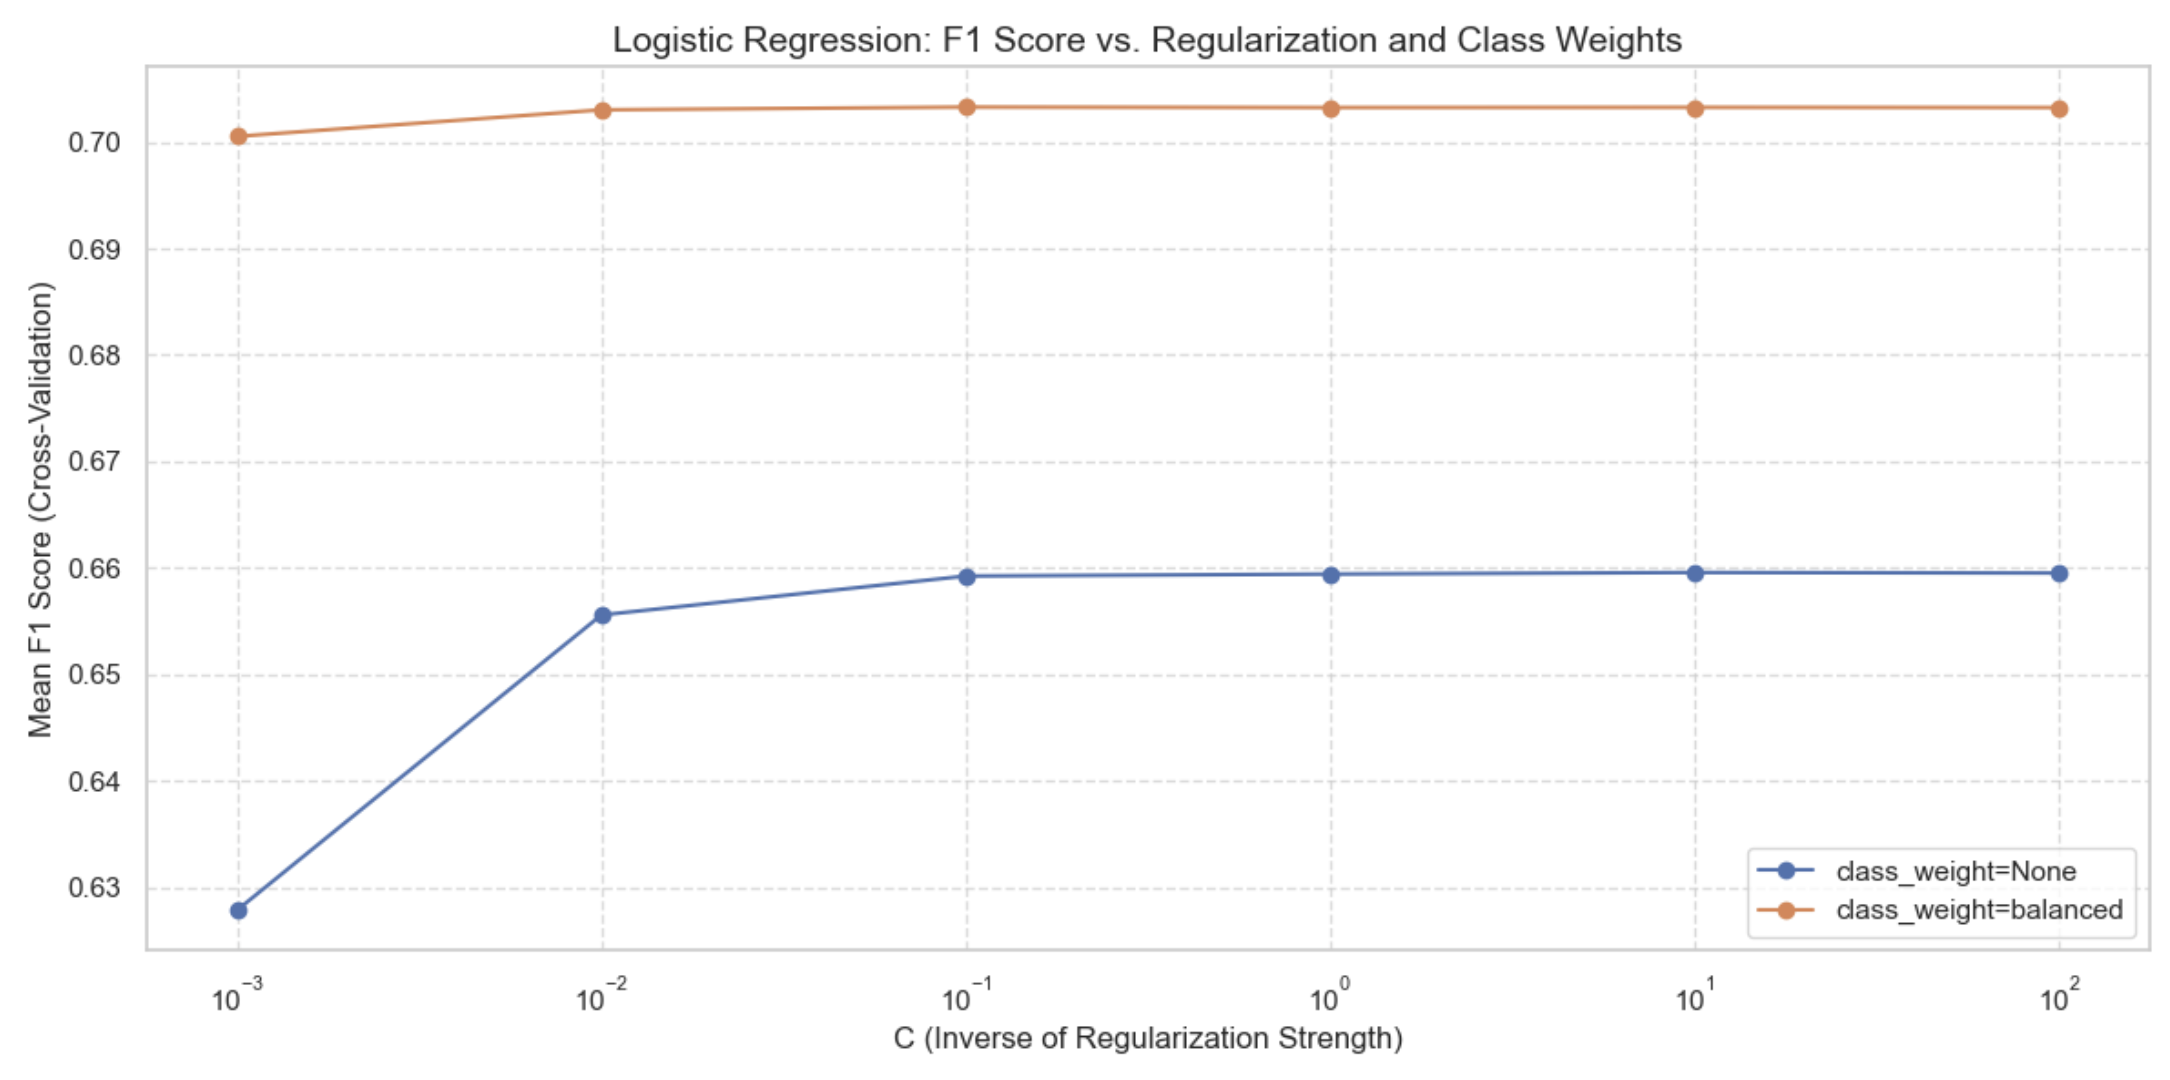 Logistic Regression: F1 Score vs. Regularization and Class Weights
Mean F1 Score (Cross-Validation)
0.70
0.69
0.68
0.67
0.66
0.65
0.64
0.63
class_weight=None
class_weight=balanced
10⁻³ 10⁻² 10⁻¹ 10⁰ 10¹ 10²
C (Inverse of Regularization Strength)